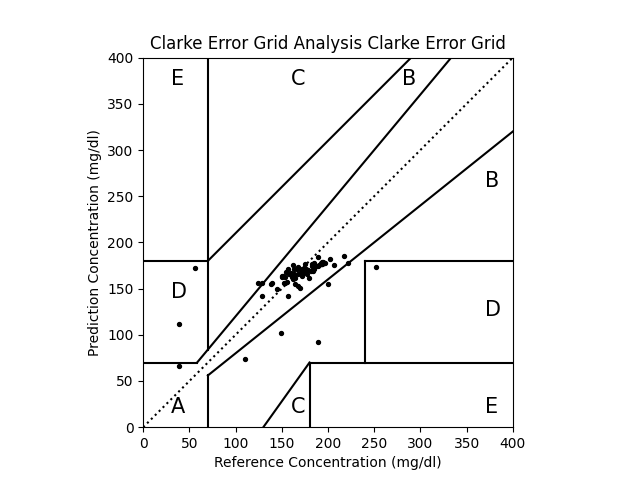 Clarke Error Grid Analysis Clarke Error Grid
400
350
300
250
200
150
100
50
0
Prediction Concentration (mg/dl)
E
C
B
B
D
D
A
C
E
0
50
100
150
200
250
300
350
400
Reference Concentration (mg/dl)